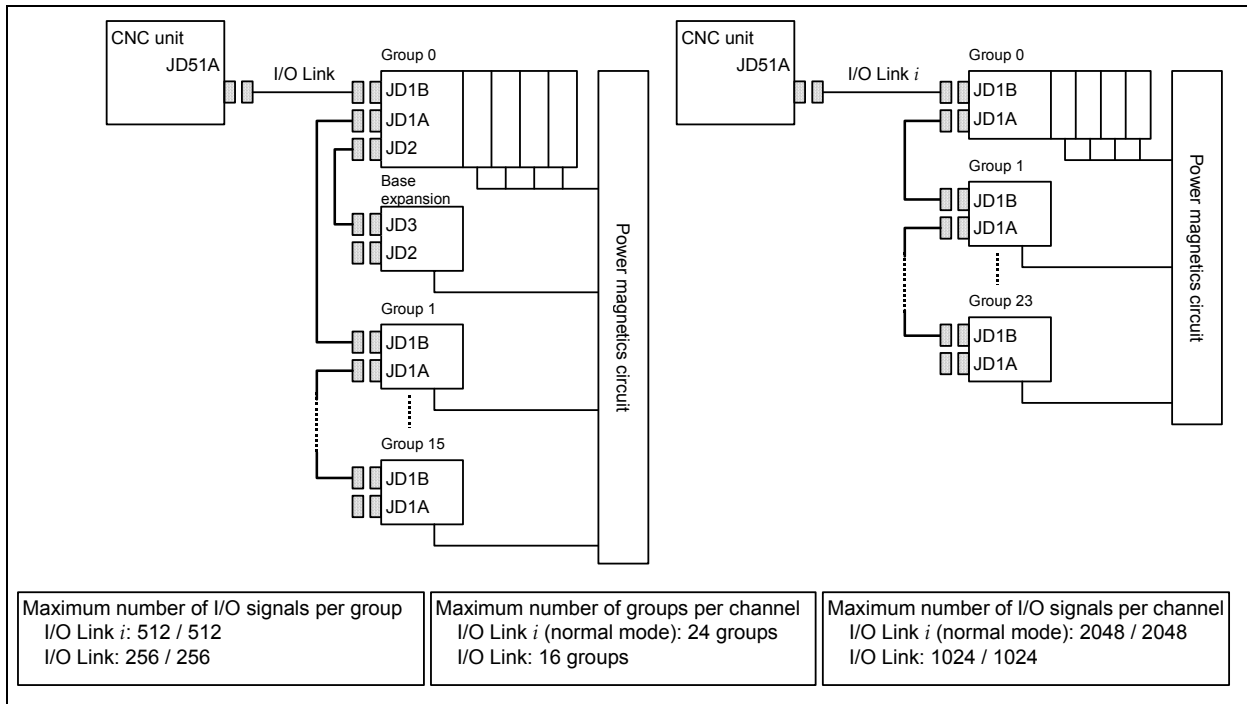 CNC unit
JD51A
I/O Link
Group 0
JD1B
JD1A
JD2
Base
expansion
JD3
JD2
Group 1
JD1B
JD1A
Group 15
JD1B
JD1A
Power magnetics circuit
CNC unit
JD51A
I/O Link i
Group 0
JD1B
JD1A
Group 1
JD1B
JD1A
Group 23
JD1B
JD1A
Power magnetics circuit
Maximum number of I/O signals per group
I/O Link i: 512 / 512
I/O Link: 256 / 256
Maximum number of groups per channel
I/O Link i (normal mode): 24 groups
I/O Link: 16 groups
Maximum number of I/O signals per channel
I/O Link i (normal mode): 2048 / 2048
I/O Link: 1024 / 1024